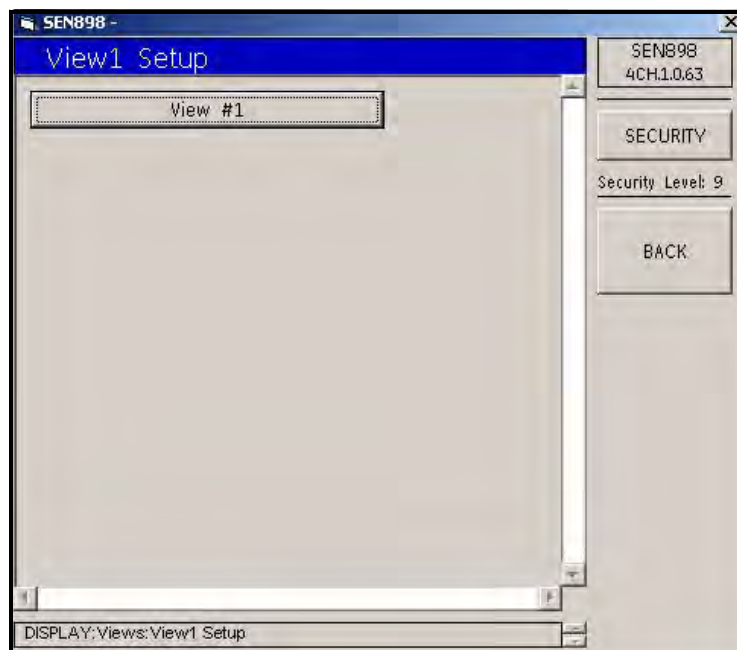 SEN898 -
View1 Setup
View #1
SEN898
4CH.1.0.63
SECURITY
Security Level: 9
BACK
DISPLAY:Views:View1 Setup